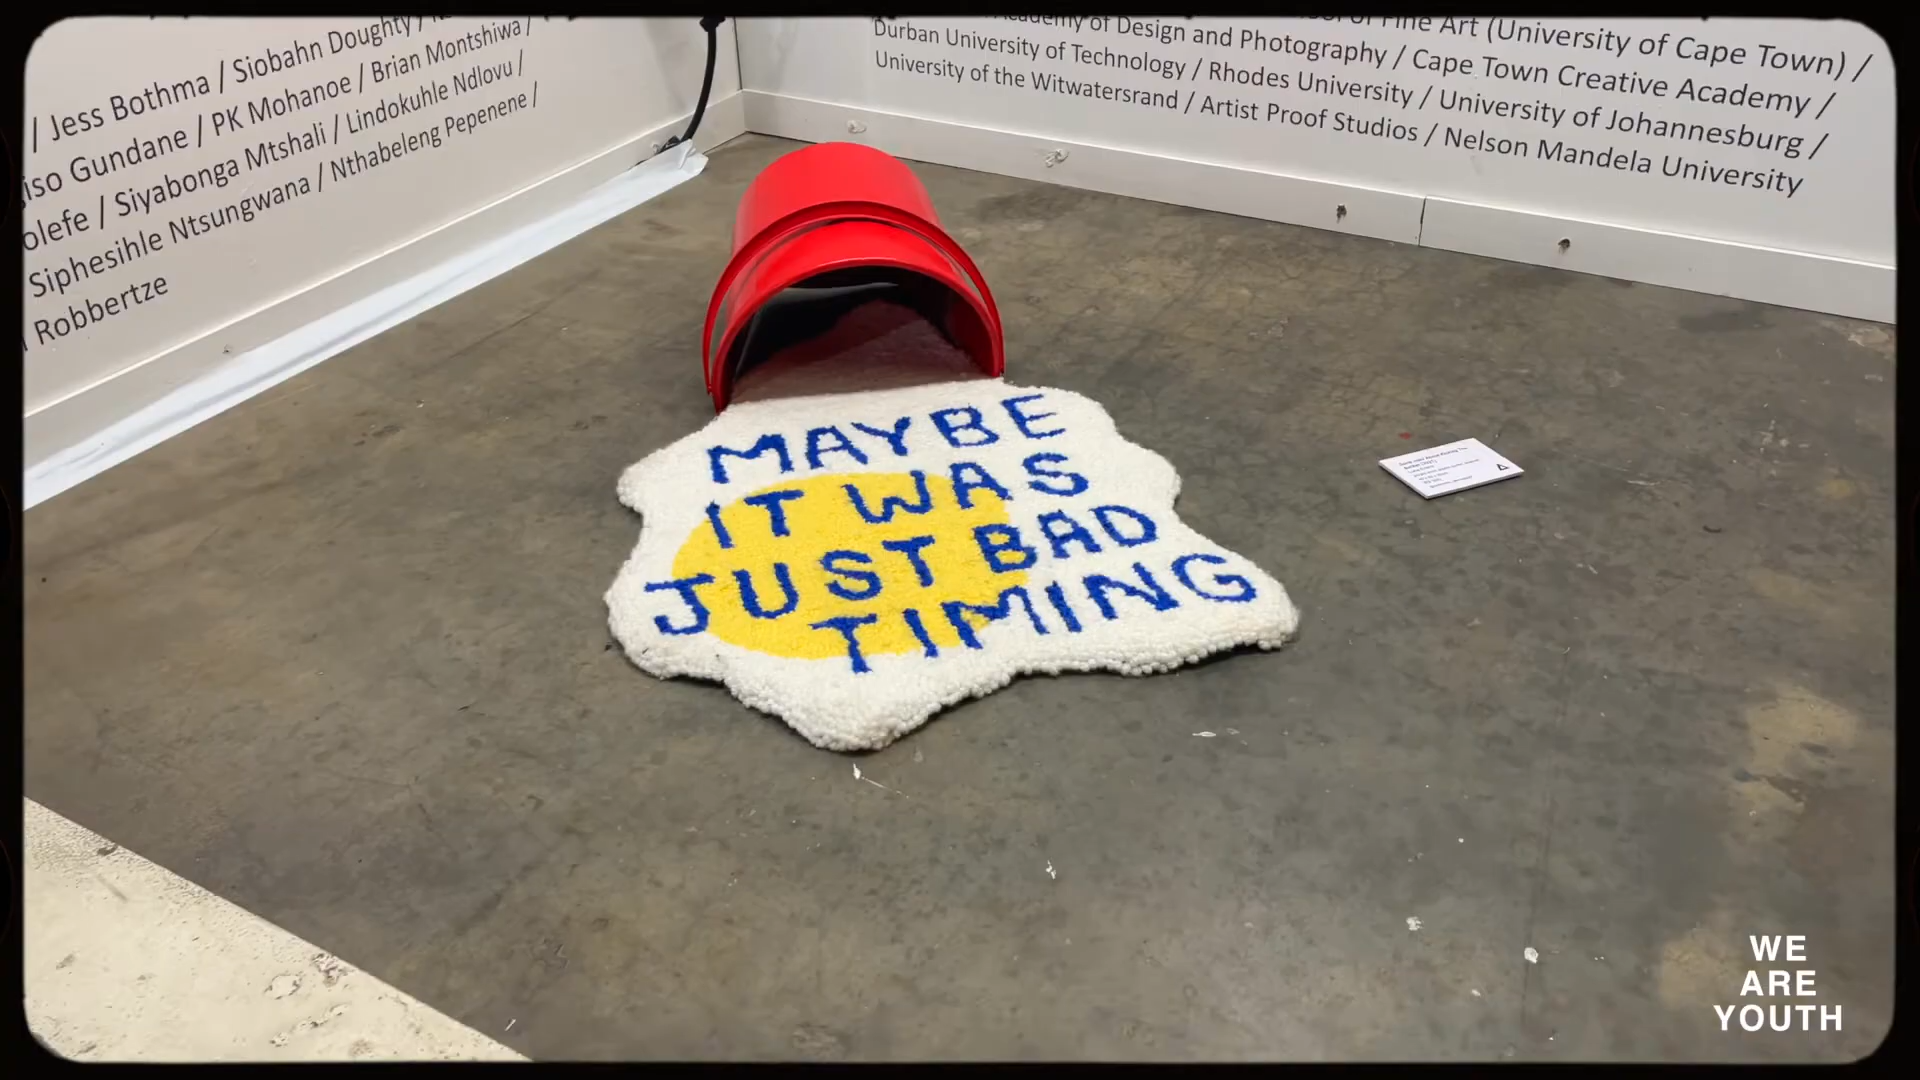 / Jess Bothma / Siobahn Doughty /
Gundane / PK Mohanoe / Brian Montshiwa /
/ Siyabonga Mtshali / Lindokuhle Ndlovu /
Siphesihle Ntsungwana / Nthabeleng Pepenene /
Robbertze
Fine Art (University of Cape Town) /
Academy of Design and Photography / Cape Town Creative Academy /
Durban University of Technology / Rhodes University / University of Johannesburg /
University of the Witwatersrand / Artist Proof Studios / Nelson Mandela University
MAYBE
IT WAS
JUST BAD
TIMING
WE
ARE
YOUTH